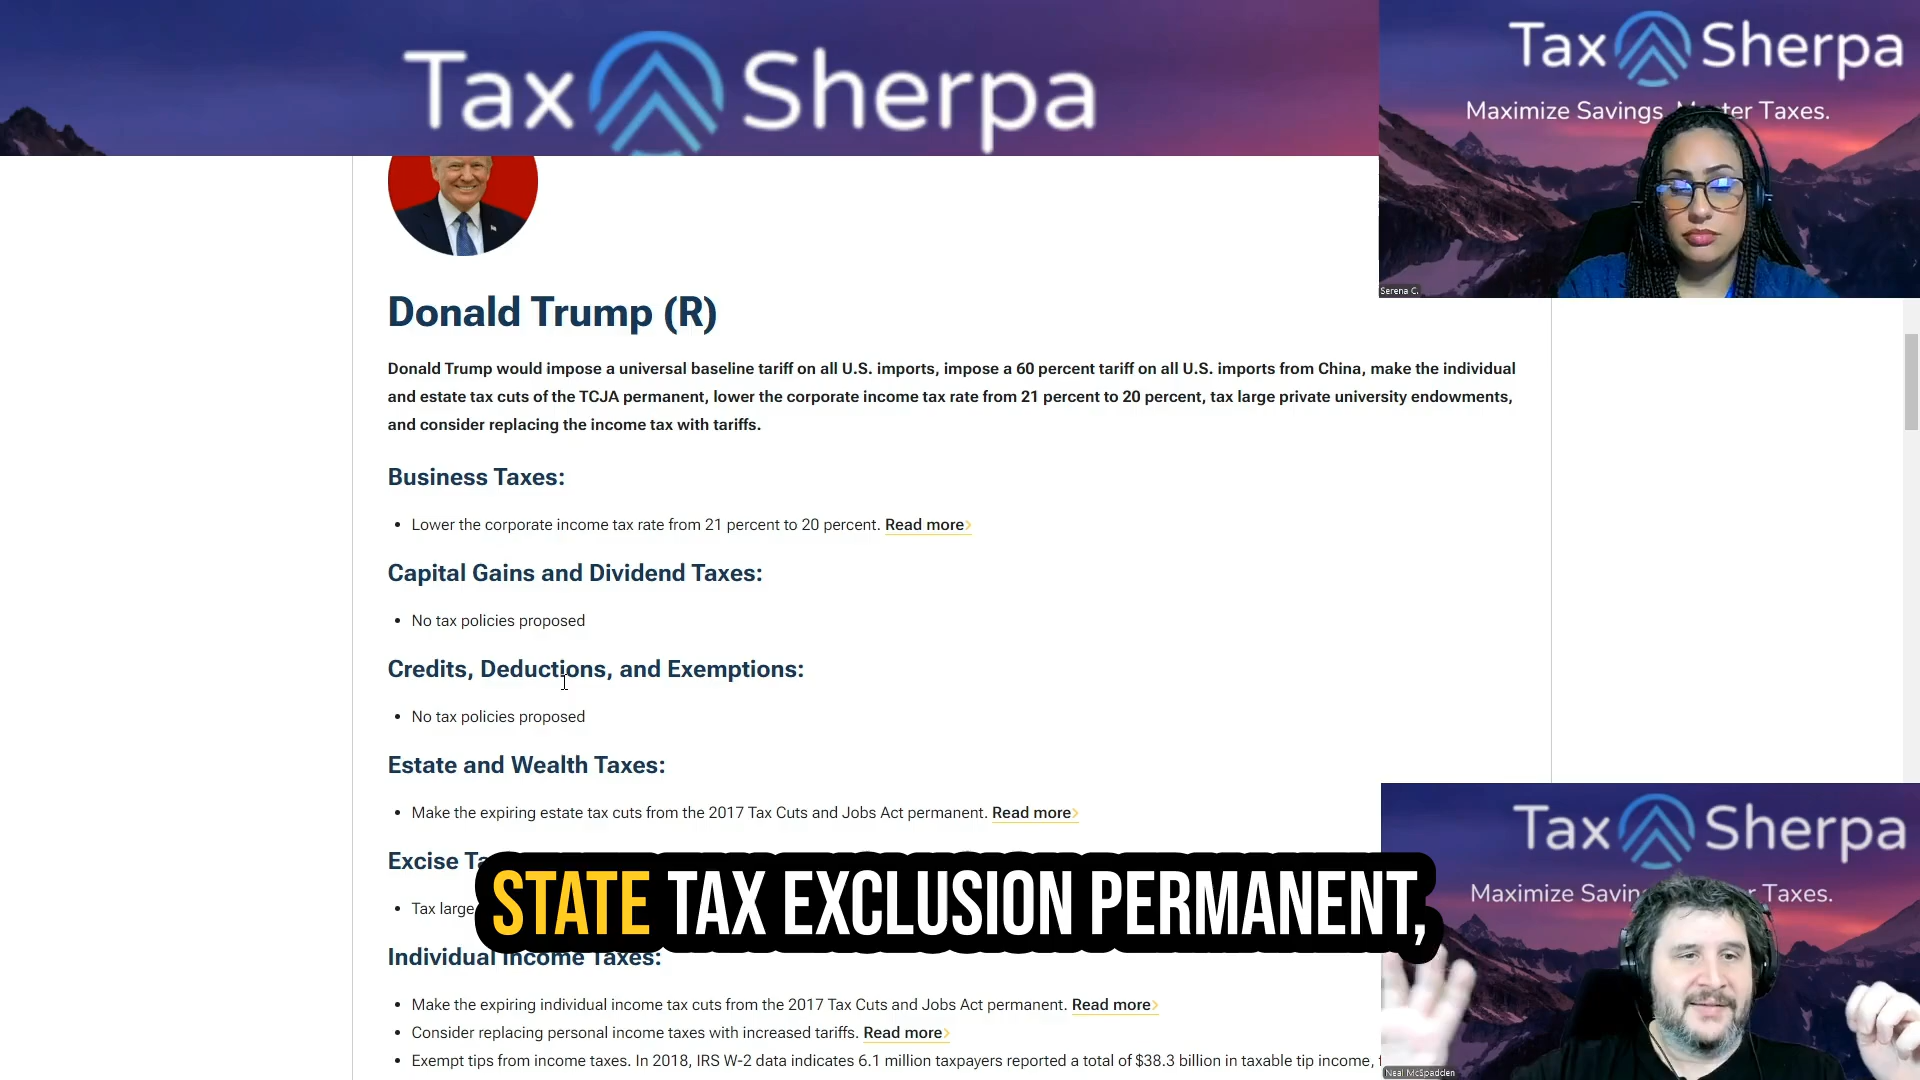 Tax Sherpa
Tax Sherpa
Maximize Savings. Master Taxes.
Serena C.
Donald Trump (R)
Donald Trump would impose a universal baseline tariff on all U.S. imports, impose a 60 percent tariff on all U.S. imports from China, make the individual
and estate tax cuts of the TCJA permanent, lower the corporate income tax rate from 21 percent to 20 percent, tax large private university endowments,
and consider replacing the income tax with tariffs.
Business Taxes:
• Lower the corporate income tax rate from 21 percent to 20 percent. Read more›
Capital Gains and Dividend Taxes:
• No tax policies proposed
Credits, Deductions, and Exemptions:
• No tax policies proposed
Estate and Wealth Taxes:
• Make the expiring estate tax cuts from the 2017 Tax Cuts and Jobs Act permanent. Read more›
Excise
• Tax large
STATE TAX EXCLUSION PERMANENT,
Individual Income Taxes:
• Make the expiring individual income tax cuts from the 2017 Tax Cuts and Jobs Act permanent. Read more›
• Consider replacing personal income taxes with increased tariffs. Read more›
• Exempt tips from income taxes. In 2018, IRS W-2 data indicates 6.1 million taxpayers reported a total of $38.3 billion in taxable tip income,
Tax Sherpa
Maximize Taxes.
Neal McSpadden